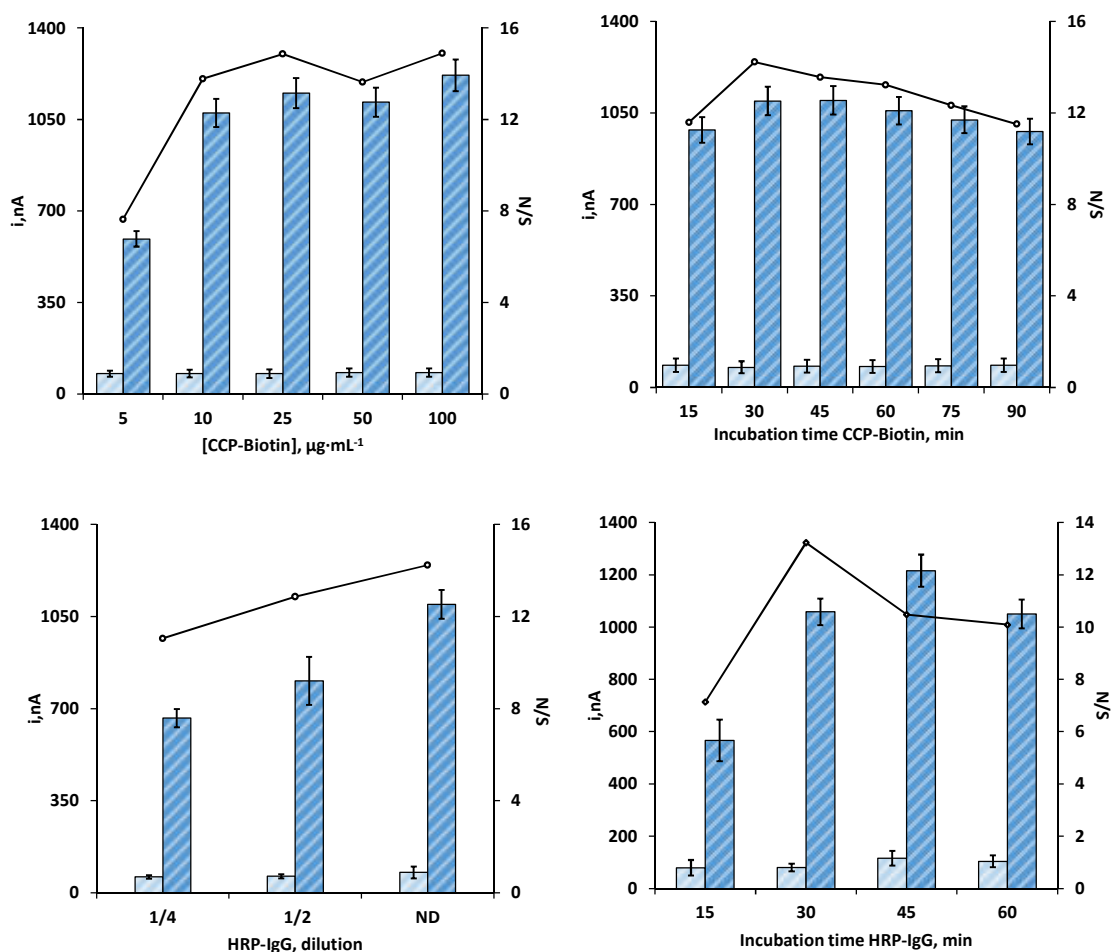 1400
1050
700
350
0
i,nA
16
12
8
4
0
N/S
5 10 25 50 100
[CCP-Biotin], µg·mL⁻¹
1400
1050
700
350
0
i,nA
16
12
8
4
0
N/S
15 30 45 60 75 90
Incubation time CCP-Biotin, min
1400
1050
700
350
0
i,nA
16
12
8
4
0
N/S
1/4 1/2 ND
HRP-IgG, dilution
1400
1200
1000
800
600
400
200
0
i,nA
14
12
10
8
6
4
2
0
N/S
15 30 45 60
Incubation time HRP-IgG, min